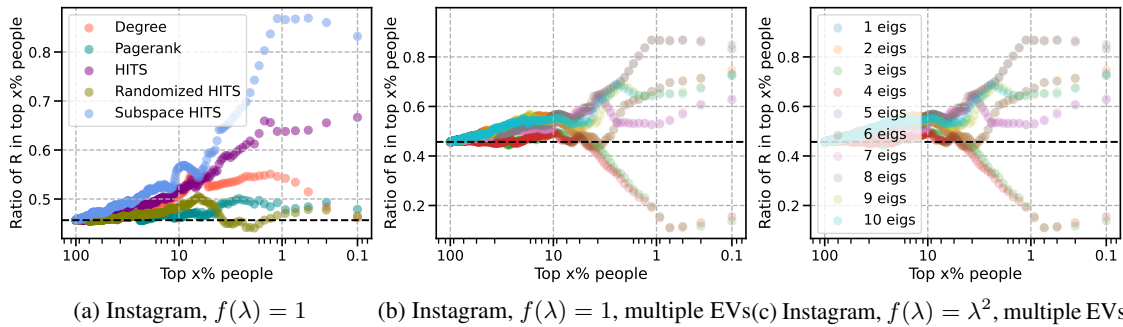 Ratio of R in top x% people
0.8
0.7
0.6
0.5
Degree
Pagerank
HITS
Randomized HITS
Subspace HITS
100
10
1
0.1
Top x% people
(a) Instagram, f(λ) = 1
Ratio of R in top x% people
0.8
0.6
0.4
0.2
100
10
1
0.1
Top x% people
(b) Instagram, f(λ) = 1, multiple EVs
Ratio of R in top x% people
0.8
0.6
0.4
0.2
1 eigs
2 eigs
3 eigs
4 eigs
5 eigs
6 eigs
7 eigs
8 eigs
9 eigs
10 eigs
100
10
1
0.1
Top x% people
(c) Instagram, f(λ) = λ², multiple EVs